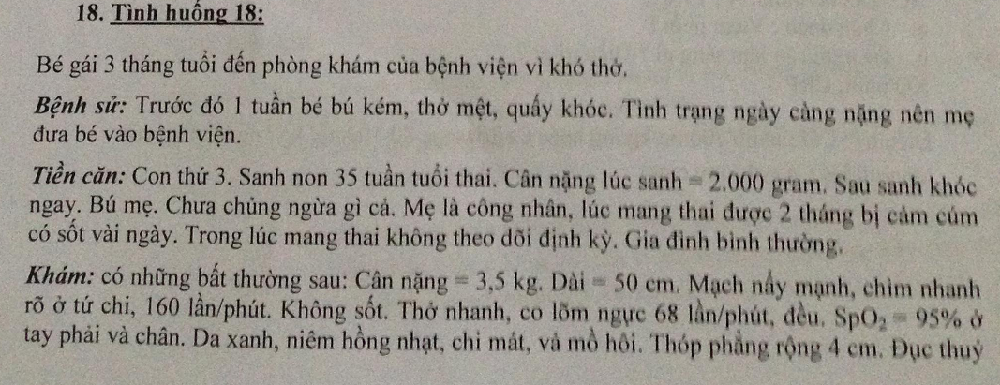 18. Tình huống 18:
Bé gái 3 tháng tuổi đến phòng khám của bệnh viện vì khó thở.
Bệnh sử: Trước đó 1 tuần bé bú kém, thở mệt, quấy khóc. Tình trạng ngày càng nặng nên mẹ
đưa bé vào bệnh viện.
Tiền căn: Con thứ 3. Sanh non 35 tuần tuổi thai. Cân nặng lúc sanh = 2.000 gram. Sau sanh khóc
ngay. Bú mẹ. Chưa chủng ngừa gì cả. Mẹ là công nhân, lúc mang thai được 2 tháng bị cảm cúm
có sốt vài ngày. Trong lúc mang thai không theo dõi định kỳ. Gia đình bình thường.
Khám: có những bất thường sau: Cân nặng = 3,5 kg. Dài = 50 cm. Mạch nẩy mạnh, chìm nhanh
rõ ở tứ chi, 160 lần/phút. Không sốt. Thở nhanh, co lõm ngực 68 lần/phút, đều. SpO₂ = 95% ở
tay phải và chân. Da xanh, niêm hồng nhạt, chi mát, vả mồ hôi. Thóp phẳng rộng 4 cm. Đục thuỷ